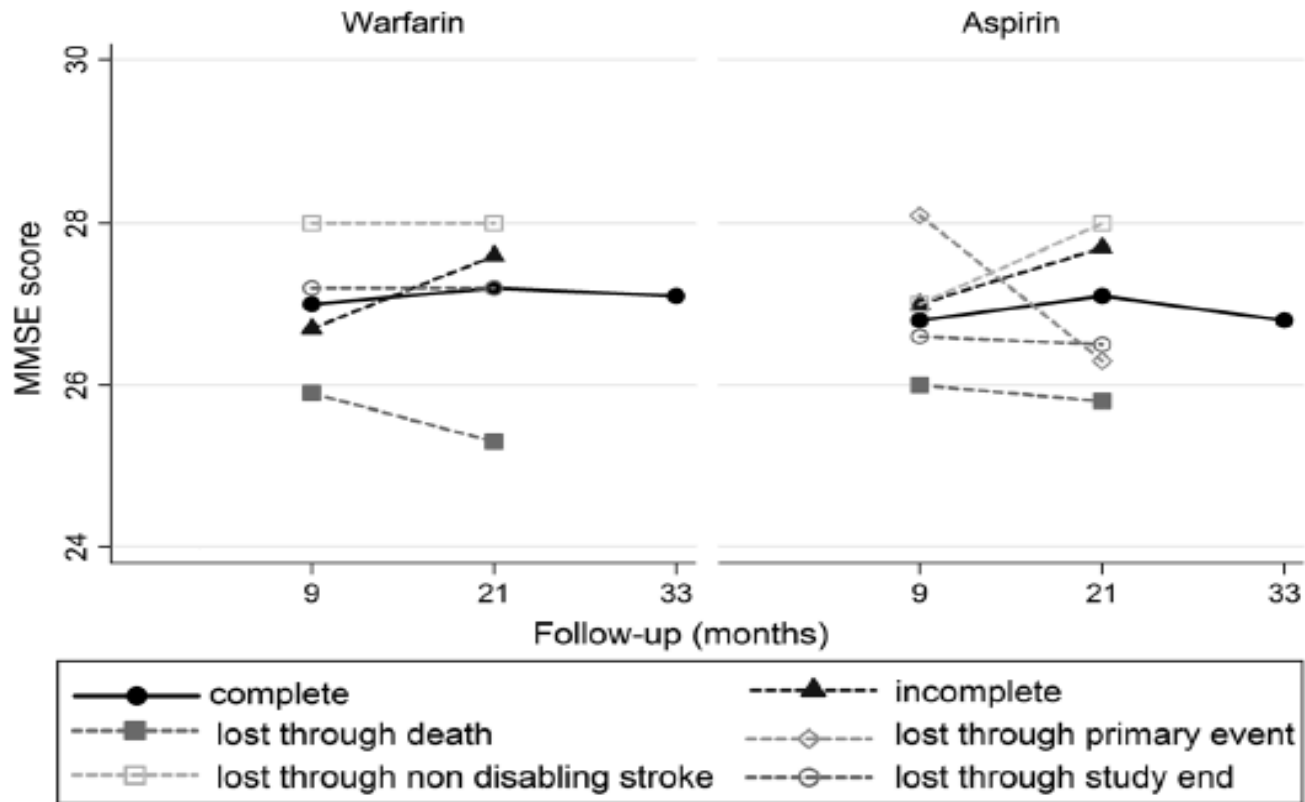 Warfarin
Aspirin
MMSE score
30
28
26
24
9
21
33
9
21
33
Follow-up (months)
complete
incomplete
lost through death
lost through primary event
lost through non disabling stroke
lost through study end